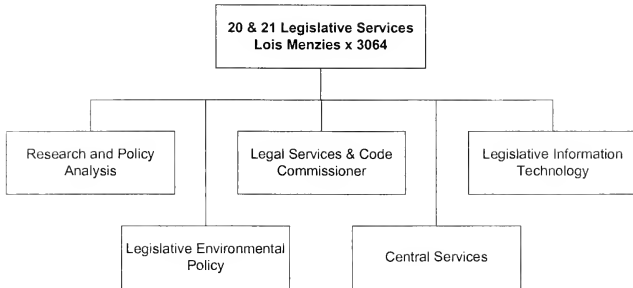 20 & 21 Legislative Services
Lois Menzies x 3064
Research and Policy
Analysis
Legal Services & Code
Commissioner
Legislative Information
Technology
Legislative Environmental
Policy
Central Services